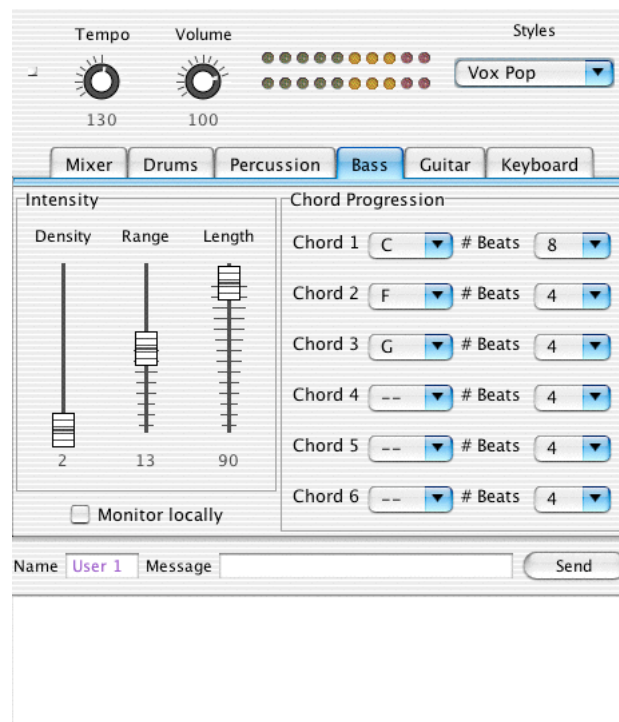 Tempo Volume Styles
Vox Pop
130 100
Mixer Drums Percussion Bass Guitar Keyboard
Intensity
Density Range Length
2 13 90
Monitor locally
Chord Progression
Chord 1 C # Beats 8
Chord 2 F # Beats 4
Chord 3 G # Beats 4
Chord 4 -- # Beats 4
Chord 5 -- # Beats 4
Chord 6 -- # Beats 4
Name User 1 Message Send